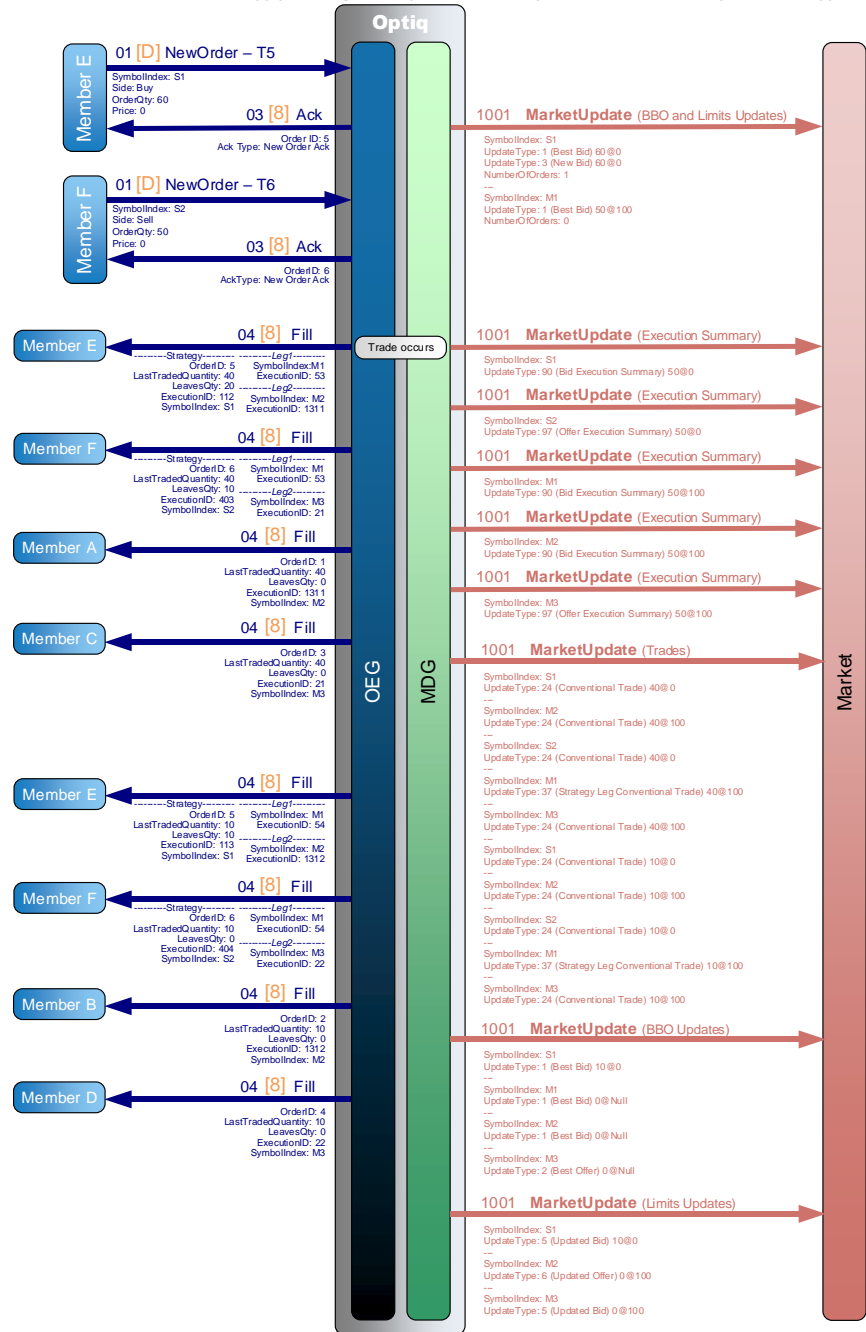 Optiq
Member E
01 [D] NewOrder – T5
SymbolIndex: S1
Side: Buy
OrderQty: 60
Price: 0
03 [8] Ack
Order ID: 5
Ack Type: New Order Ack
Member F
01 [D] NewOrder – T6
SymbolIndex: S2
Side: Sell
OrderQty: 50
Price: 0
03 [8] Ack
OrderID: 6
AckType: New Order Ack
Member E
04 [8] Fill
----------Strategy---------- ---------Leg1---------
OrderID: 5 SymbolIndex:M1
LastTradedQuantity: 40 ExecutionID: 53
LeavesQty: 20 ---------Leg2----------
ExecutionID: 112 SymbolIndex: M2
SymbolIndex: S1 ExecutionID: 1311
Member F
04 [8] Fill
----------Strategy---------- ---------Leg1---------
OrderID: 6 SymbolIndex: M1
LastTradedQuantity: 40 ExecutionID: 53
LeavesQty: 10 ---------Leg2----------
ExecutionID: 403 SymbolIndex: M3
SymbolIndex: S2 ExecutionID: 21
Member A
04 [8] Fill
OrderID: 1
LastTradedQuantity: 40
LeavesQty: 0
ExecutionID: 1311
SymbolIndex: M2
Member C
04 [8] Fill
OrderID: 3
LastTradedQuantity: 40
LeavesQty: 0
ExecutionID: 21
SymbolIndex: M3
Member E
04 [8] Fill
----------Strategy---------- ---------Leg1---------
OrderID: 5 SymbolIndex: M1
LastTradedQuantity: 10 ExecutionID: 54
LeavesQty: 10 ---------Leg2----------
ExecutionID: 113 SymbolIndex: M2
SymbolIndex: S1 ExecutionID: 1312
Member F
04 [8] Fill
----------Strategy---------- ---------Leg1---------
OrderID: 6 SymbolIndex: M1
LastTradedQuantity: 10 ExecutionID: 54
LeavesQty: 0 ---------Leg2----------
ExecutionID: 404 SymbolIndex: M3
SymbolIndex: S2 ExecutionID: 22
Member B
04 [8] Fill
OrderID: 2
LastTradedQuantity: 10
LeavesQty: 0
ExecutionID: 1312
SymbolIndex: M2
Member D
04 [8] Fill
OrderID: 4
LastTradedQuantity: 10
LeavesQty: 0
ExecutionID: 22
SymbolIndex: M3
Trade occurs
OEG
MDG
1001 MarketUpdate (BBO and Limits Updates)
SymbolIndex: S1
UpdateType: 1 (Best Bid) 60@0
UpdateType: 3 (New Bid) 60@0
NumberOfOrders: 1
---
SymbolIndex: M1
UpdateType: 1 (Best Bid) 50@100
NumberOfOrders: 0
1001 MarketUpdate (Execution Summary)
SymbolIndex: S1
UpdateType: 90 (Bid Execution Summary) 50@0
1001 MarketUpdate (Execution Summary)
SymbolIndex: S2
UpdateType: 97 (Offer Execution Summary) 50@0
1001 MarketUpdate (Execution Summary)
SymbolIndex: M1
UpdateType: 90 (Bid Execution Summary) 50@100
1001 MarketUpdate (Execution Summary)
SymbolIndex: M2
UpdateType: 90 (Bid Execution Summary) 50@100
1001 MarketUpdate (Execution Summary)
SymbolIndex: M3
UpdateType: 97 (Offer Execution Summary) 50@100
1001 MarketUpdate (Trades)
SymbolIndex: S1
UpdateType: 24 (Conventional Trade) 40@0
---
SymbolIndex: M2
UpdateType: 24 (Conventional Trade) 40@100
---
SymbolIndex: S2
UpdateType: 24 (Conventional Trade) 40@0
---
SymbolIndex: M1
UpdateType: 37 (Strategy Leg Conventional Trade) 40@100
---
SymbolIndex: M3
UpdateType: 24 (Conventional Trade) 40@100
---
SymbolIndex: S1
UpdateType: 24 (Conventional Trade) 10@0
---
SymbolIndex: M2
UpdateType: 24 (Conventional Trade) 10@100
---
SymbolIndex: S2
UpdateType: 24 (Conventional Trade) 10@0
---
SymbolIndex: M1
UpdateType: 37 (Strategy Leg Conventional Trade) 10@100
---
SymbolIndex: M3
UpdateType: 24 (Conventional Trade) 10@100
1001 MarketUpdate (BBO Updates)
SymbolIndex: S1
UpdateType: 1 (Best Bid) 10@0
---
SymbolIndex: M1
UpdateType: 1 (Best Bid) 0@Null
---
SymbolIndex: M2
UpdateType: 1 (Best Bid) 0@Null
---
SymbolIndex: M3
UpdateType: 2 (Best Offer) 0@Null
1001 MarketUpdate (Limits Updates)
SymbolIndex: S1
UpdateType: 5 (Updated Bid) 10@0
---
SymbolIndex: M2
UpdateType: 6 (Updated Offer) 0@100
---
SymbolIndex: M3
UpdateType: 5 (Updated Bid) 0@100
Market